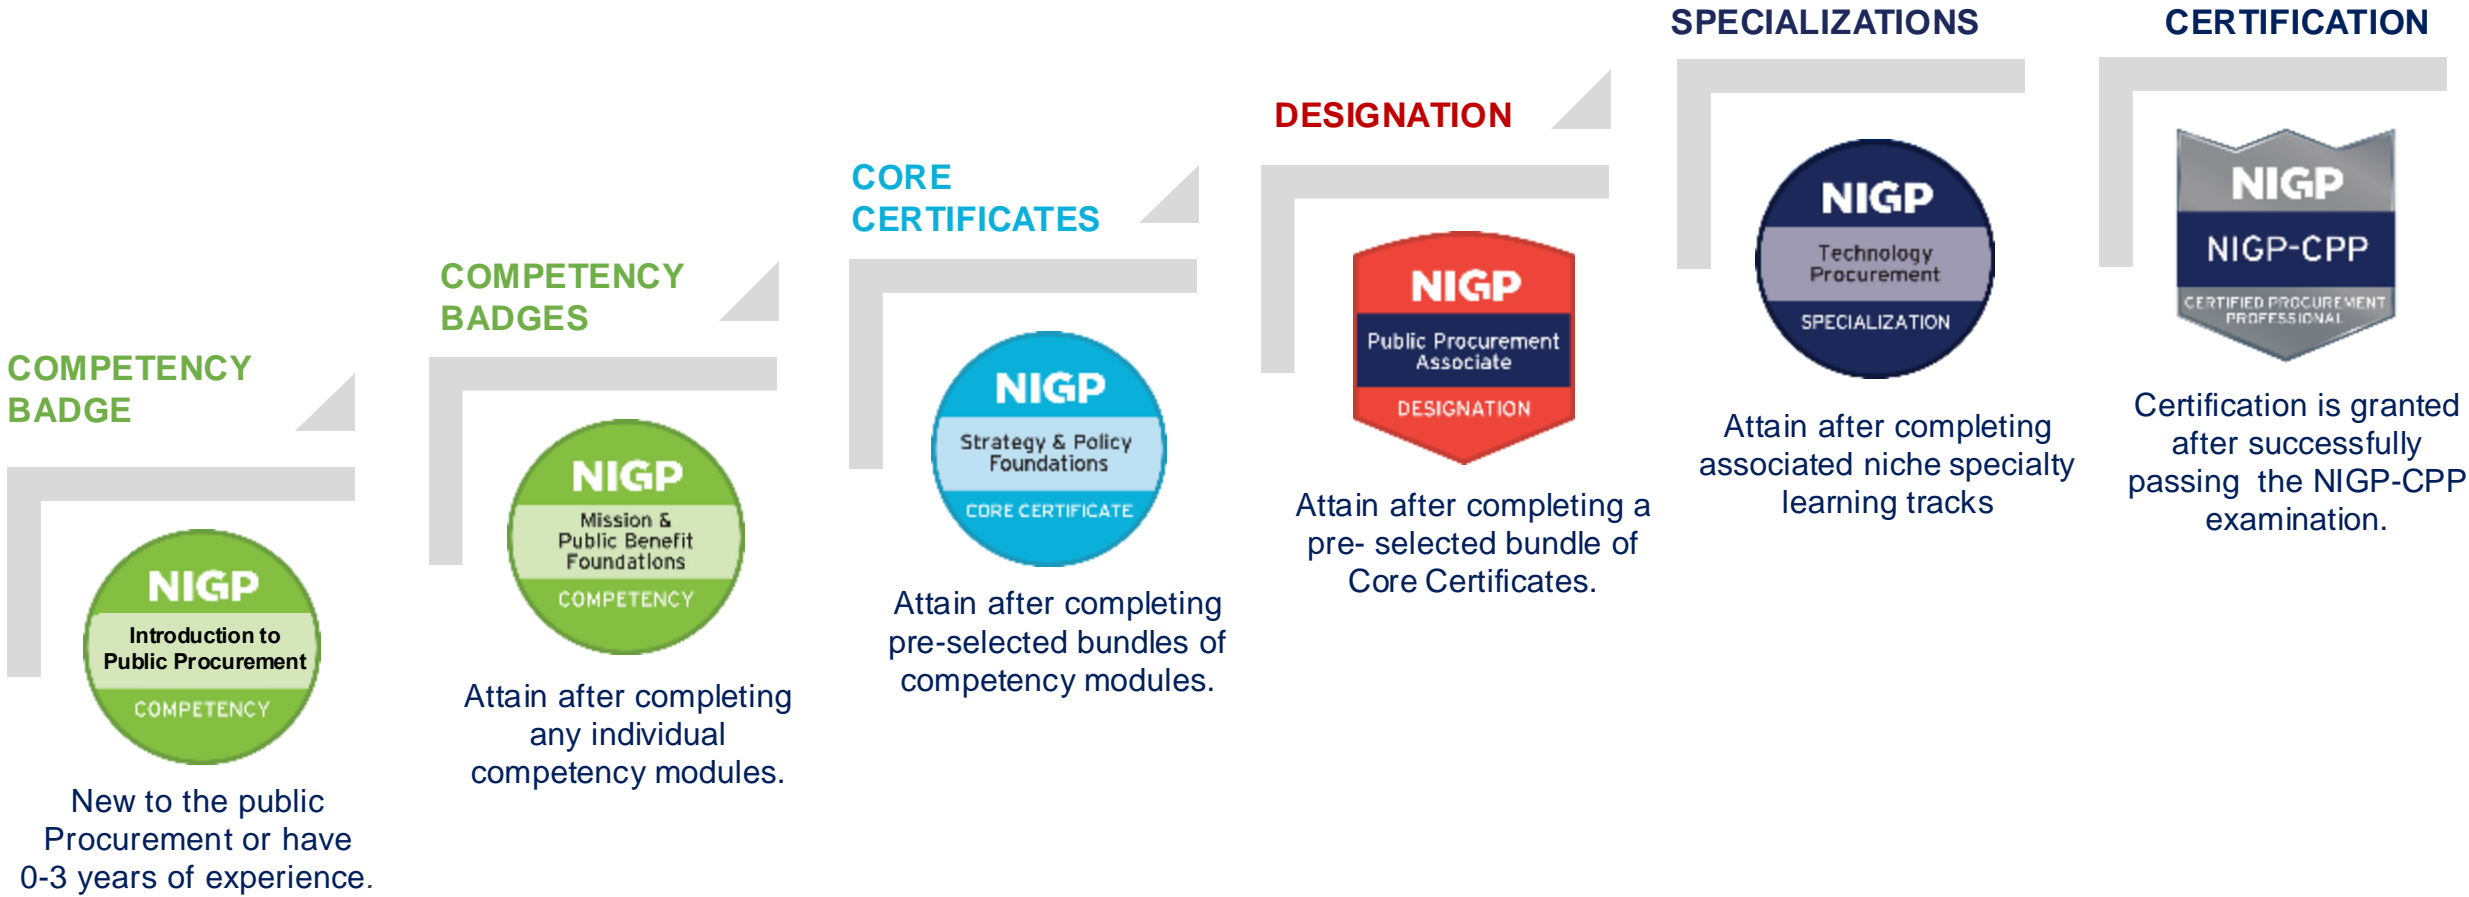 COMPETENCY
BADGE
NIGP
Introduction to
Public Procurement
COMPETENCY
New to the public
Procurement or have
0-3 years of experience.
COMPETENCY
BADGES
NIGP
Mission &
Public Benefit
Foundations
COMPETENCY
Attain after completing
any individual
competency modules.
CORE
CERTIFICATES
NIGP
Strategy & Policy
Foundations
CORE CERTIFICATE
Attain after completing
pre-selected bundles of
competency modules.
DESIGNATION
NIGP
Public Procurement
Associate
DESIGNATION
Attain after completing a
pre- selected bundle of
Core Certificates.
SPECIALIZATIONS
NIGP
Technology
Procurement
SPECIALIZATION
Attain after completing
associated niche specialty
learning tracks
CERTIFICATION
NIGP
NIGP-CPP
CERTIFIED PROCUREMENT
PROFESSIONAL
Certification is granted
after successfully
passing  the NIGP-CPP
examination.